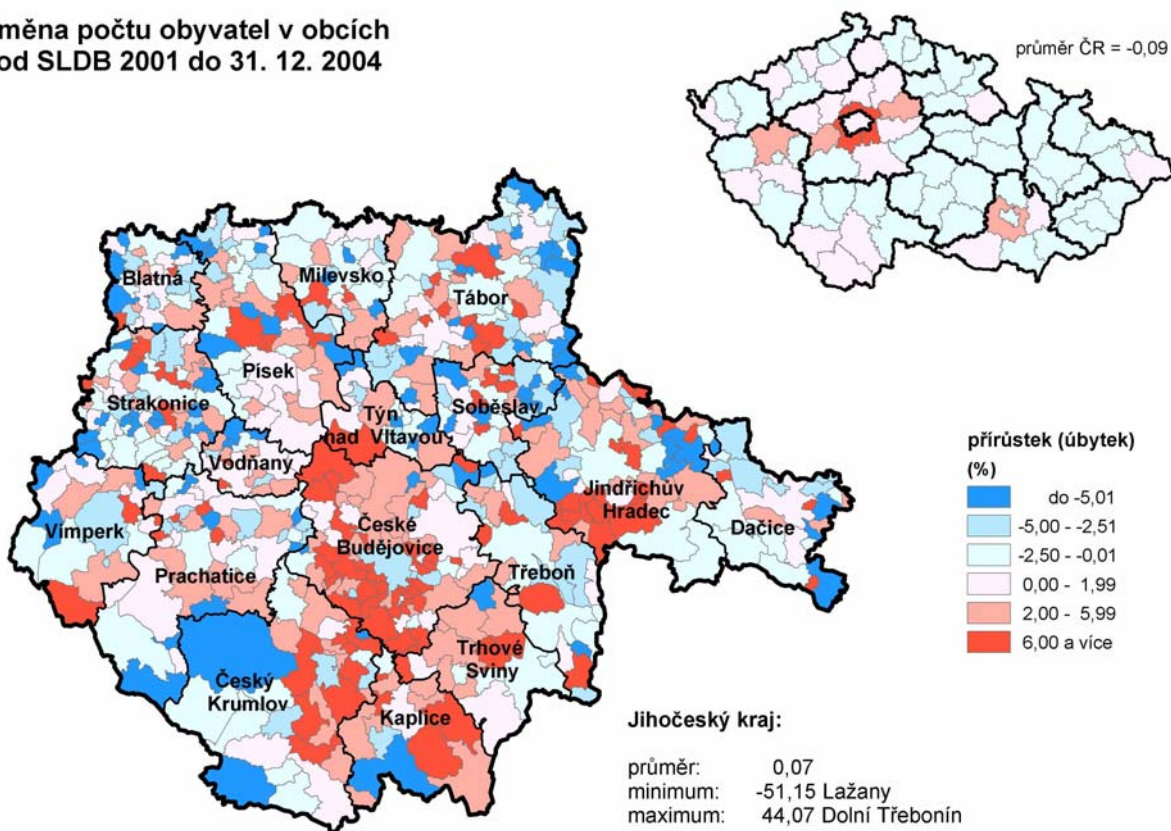 měna počtu obyvatel v obcích
od SLDB 2001 do 31. 12. 2004
průměr ČR = -0,09
Blatná
Milevsko
Tábor
Písek
Strakonice
Týn
nad Vltavou
Soběslav
Vodňany
Jindřichův
Hradec
Vimperk
České
Budějovice
Dačice
Prachatice
Třeboň
Trhové
Sviny
Český
Krumlov
Kaplice
přírůstek (úbytek)
(%)
do -5,01
-5,00 - -2,51
-2,50 - -0,01
0,00 - 1,99
2,00 - 5,99
6,00 a více
Jihočeský kraj:
průměr: 0,07
minimum: -51,15 Lažany
maximum: 44,07 Dolní Třebonín